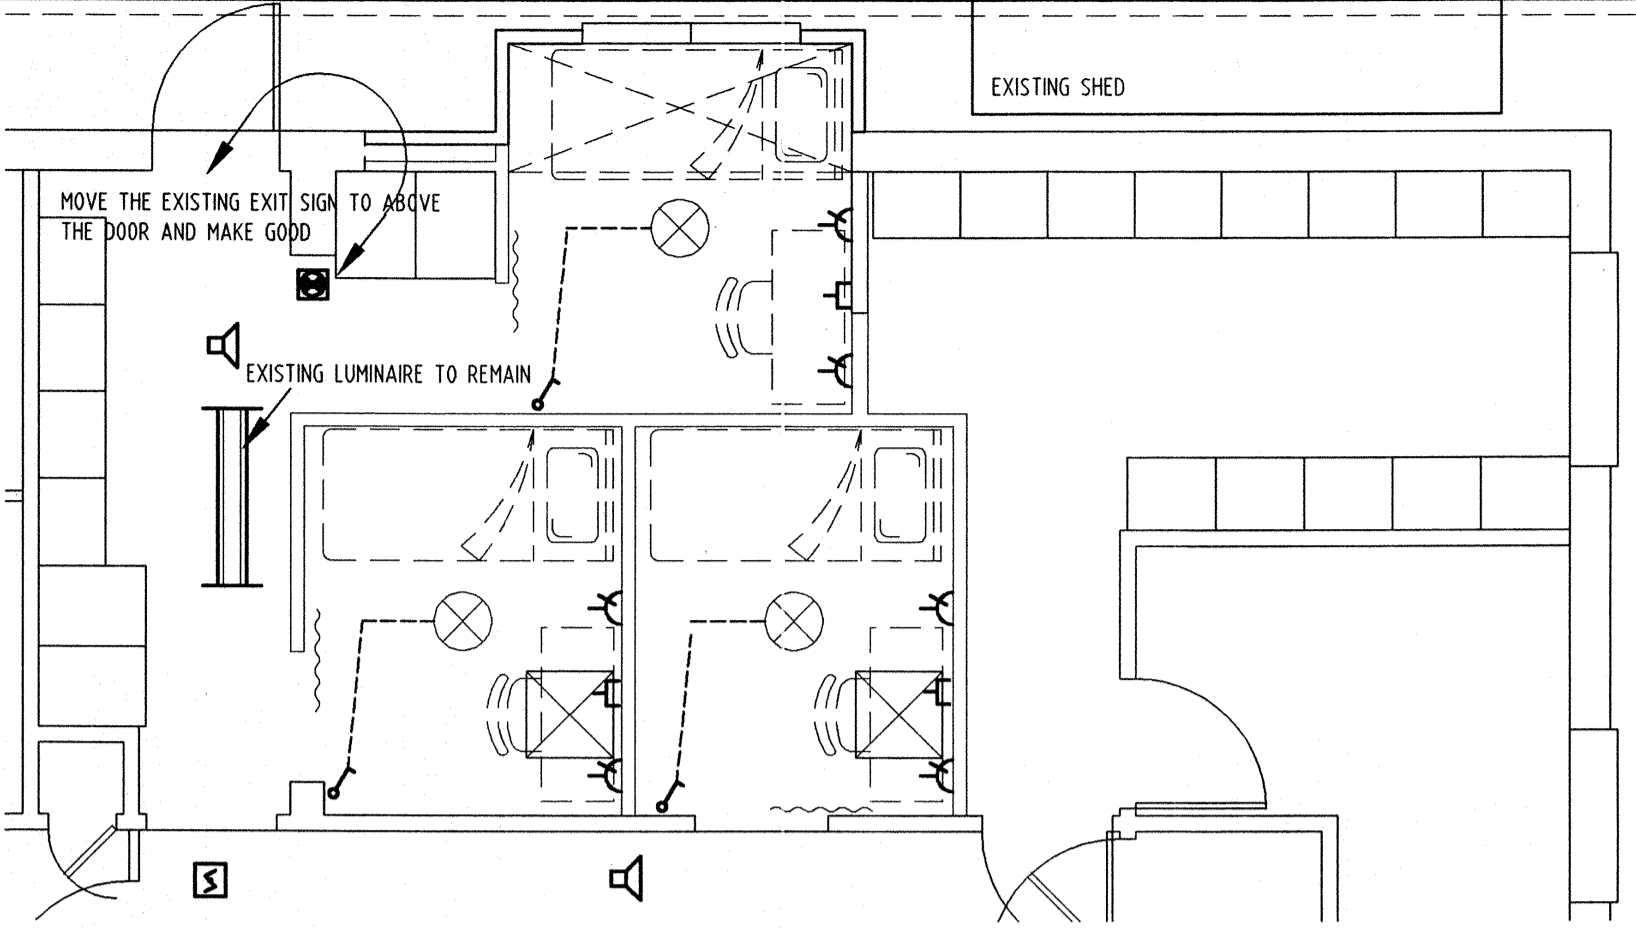 EXISTING SHED
MOVE THE EXISTING EXIT SIGN TO ABOVE
THE DOOR AND MAKE GOOD
EXISTING LUMINAIRE TO REMAIN